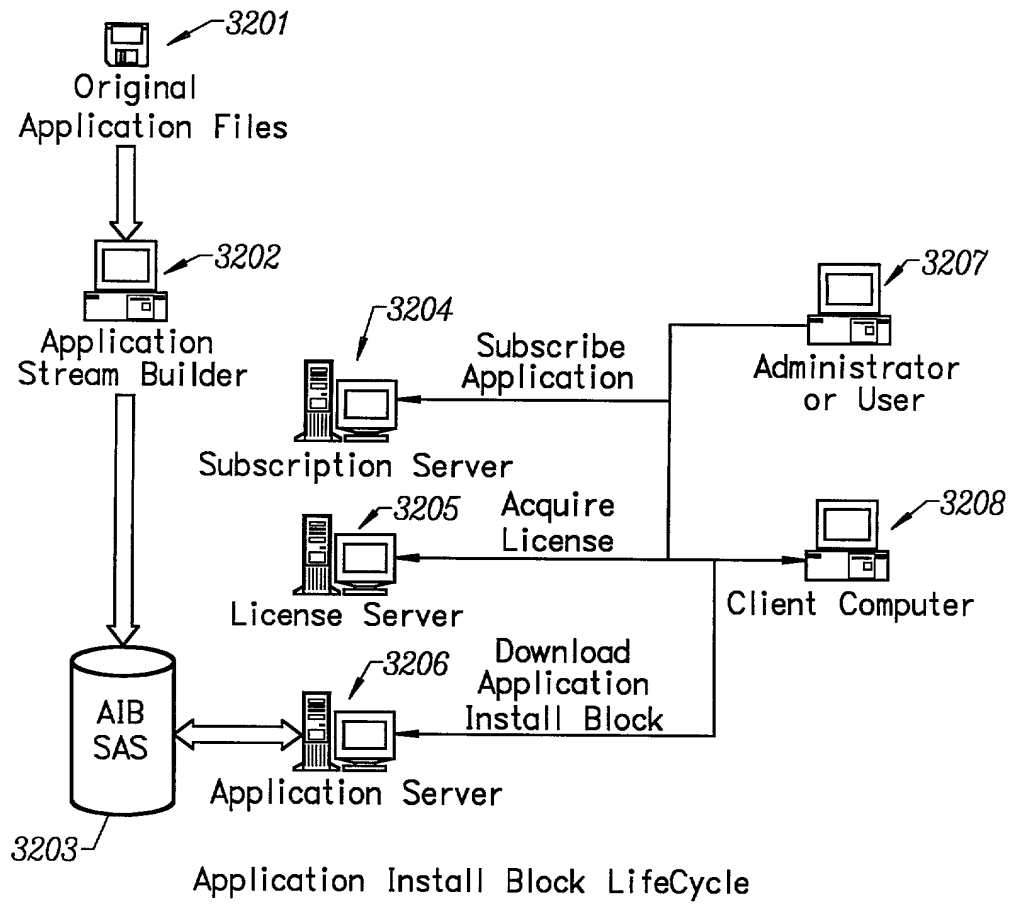 3201
Original
Application Files
3202
Application
Stream Builder
3204
Subscribe
Application
3207
Administrator
or User
Subscription Server
3205
Acquire
License
3208
License Server
Client Computer
3206
Download
Application
Install Block
AIB
SAS
Application Server
3203
Application Install Block LifeCycle